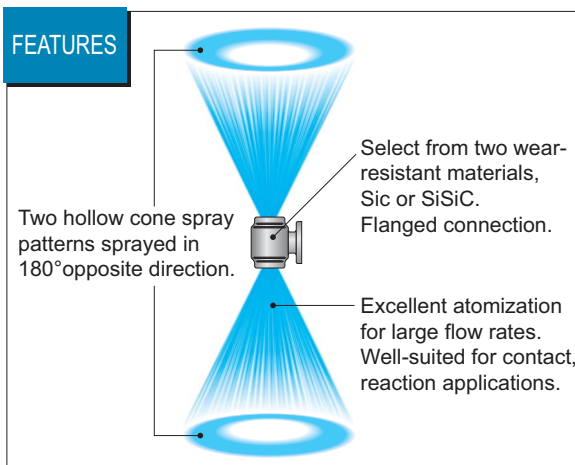 FEATURES
Select from two wear-
resistant materials,
Sic or SiSiC.
Flanged connection.
Two hollow cone spray
patterns sprayed in
180°opposite direction.
Excellent atomization
for large flow rates.
Well-suited for contact,
reaction applications.